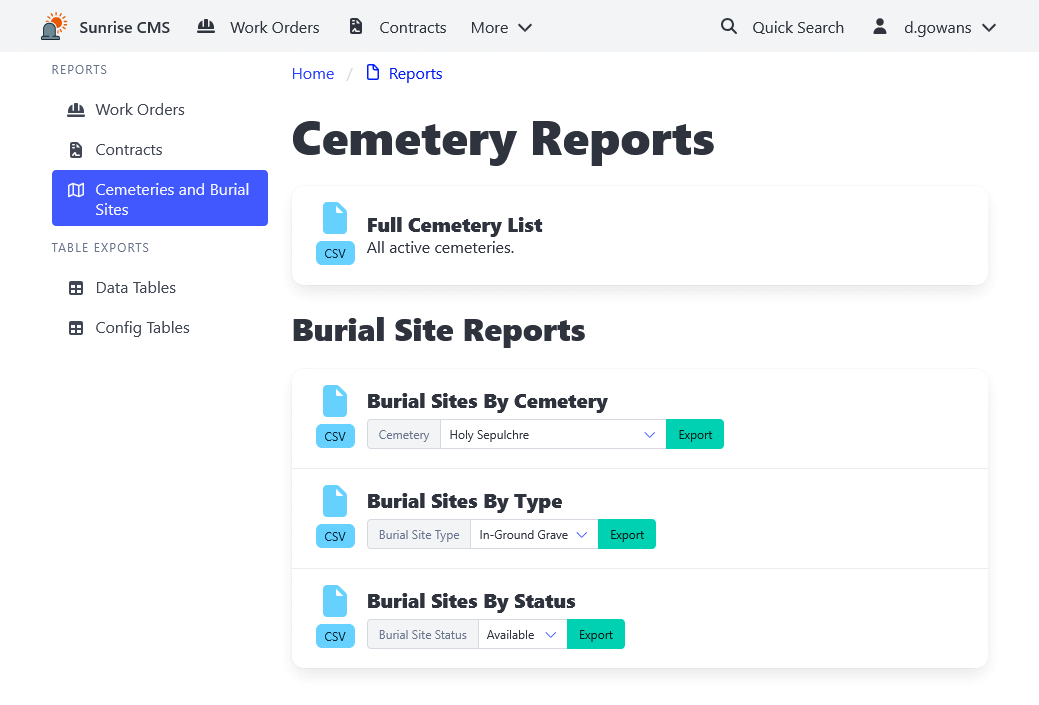 Sunrise CMS Work Orders Contracts More Quick Search d.gowans
REPORTS
Work Orders
Contracts
Cemeteries and Burial
Sites
TABLE EXPORTS
Data Tables
Config Tables
Home / Reports
Cemetery Reports
CSV
Full Cemetery List
All active cemeteries.
Burial Site Reports
CSV
Burial Sites By Cemetery
Cemetery Holy Sepulchre Export
CSV
Burial Sites By Type
Burial Site Type In-Ground Grave Export
CSV
Burial Sites By Status
Burial Site Status Available Export